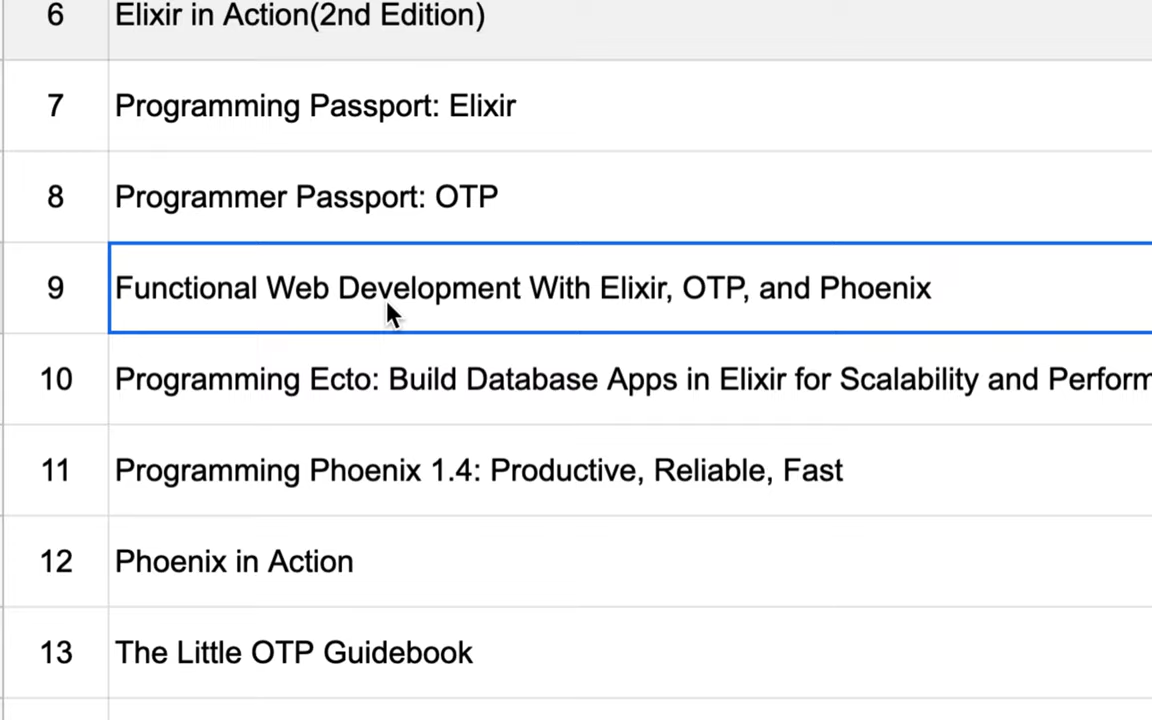 6 Elixir in Action(2nd Edition)
7 Programming Passport: Elixir
8 Programmer Passport: OTP
9 Functional Web Development With Elixir, OTP, and Phoenix
10 Programming Ecto: Build Database Apps in Elixir for Scalability and Perform
11 Programming Phoenix 1.4: Productive, Reliable, Fast
12 Phoenix in Action
13 The Little OTP Guidebook